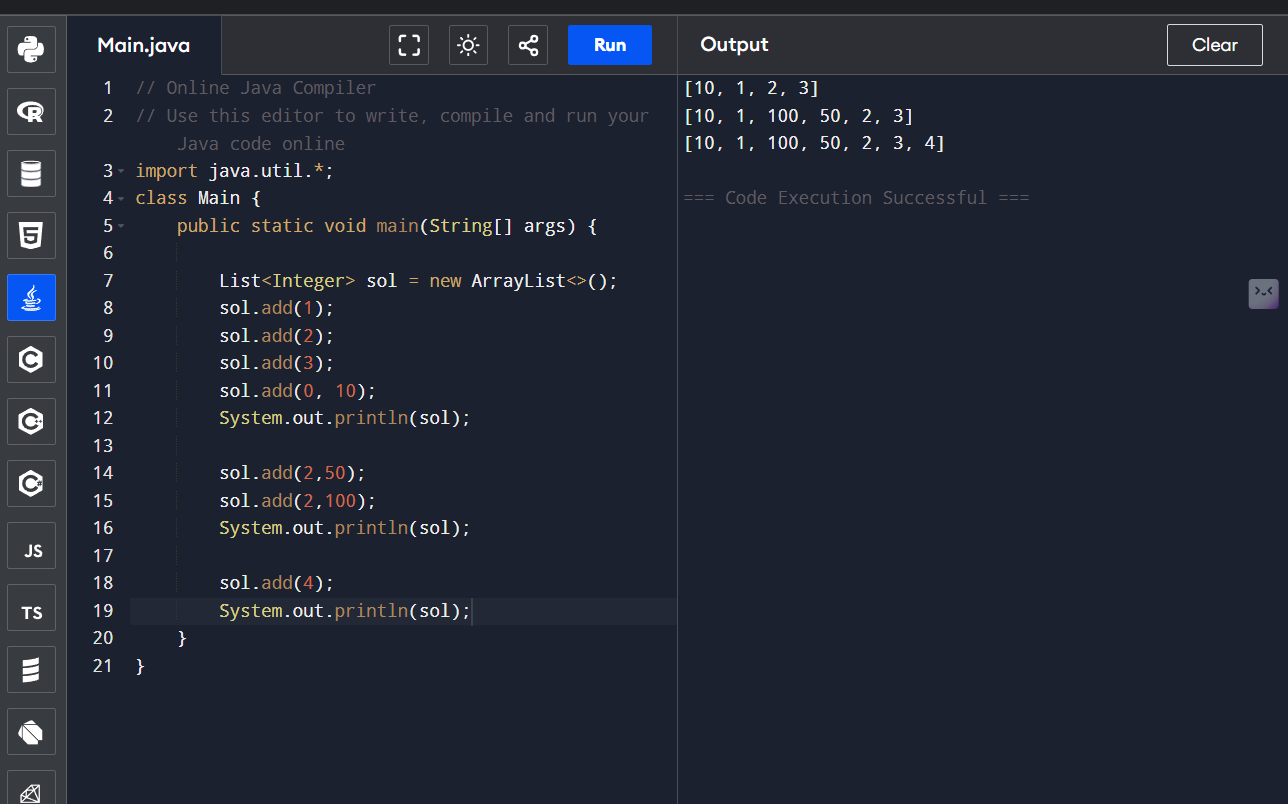 Main.java
Run
Output
Clear
1 // Online Java Compiler
2 // Use this editor to write, compile and run your
Java code online
3 import java.util.*;
4 class Main {
5 public static void main(String[] args) {
6
7 List<Integer> sol = new ArrayList<>();
8 sol.add(1);
9 sol.add(2);
10 sol.add(3);
11 sol.add(0, 10);
12 System.out.println(sol);
13
14 sol.add(2,50);
15 sol.add(2,100);
16 System.out.println(sol);
17
18 sol.add(4);
19 System.out.println(sol);
20 }
21 }
[10, 1, 2, 3]
[10, 1, 100, 50, 2, 3]
[10, 1, 100, 50, 2, 3, 4]
=== Code Execution Successful ===
R
5
C
C++
C
JS
TS